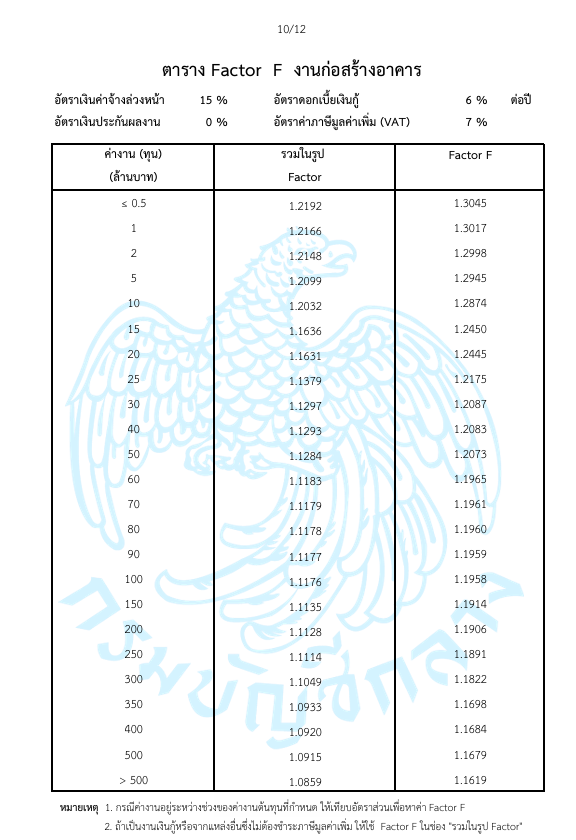 10/12
ตาราง Factor F งานก่อสร้างอาคาร
อัตราเงินค่าจ้างล่วงหน้า 15 % อัตราดอกเบี้ยเงินกู้ 6 % ต่อปี
อัตราเงินประกันผลงาน 0 % อัตราค่าภาษีมูลค่าเพิ่ม (VAT) 7 %
ค่างาน (ทุน) รวมในรูป Factor F
(ล้านบาท) Factor
≤ 0.5 1.2192 1.3045
1 1.2166 1.3017
2 1.2148 1.2998
5 1.2099 1.2945
10 1.2032 1.2874
15 1.1636 1.2450
20 1.1631 1.2445
25 1.1379 1.2175
30 1.1297 1.2087
40 1.1293 1.2083
50 1.1284 1.2073
60 1.1183 1.1965
70 1.1179 1.1961
80 1.1178 1.1960
90 1.1177 1.1959
100 1.1176 1.1958
150 1.1135 1.1914
200 1.1128 1.1906
250 1.1114 1.1891
300 1.1049 1.1822
350 1.0933 1.1698
400 1.0920 1.1684
500 1.0915 1.1679
> 500 1.0859 1.1619
กรมบัญชีกลาง
หมายเหตุ 1. กรณีค่างานอยู่ระหว่างช่วงของค่างานต้นทุนที่กำหนด ให้เทียบอัตราส่วนเพื่อหาค่า Factor F
2. ถ้าเป็นงานเงินกู้หรือจากแหล่งอื่นซึ่งไม่ต้องชำระภาษีมูลค่าเพิ่ม ให้ใช้ Factor F ในช่อง "รวมในรูป Factor"